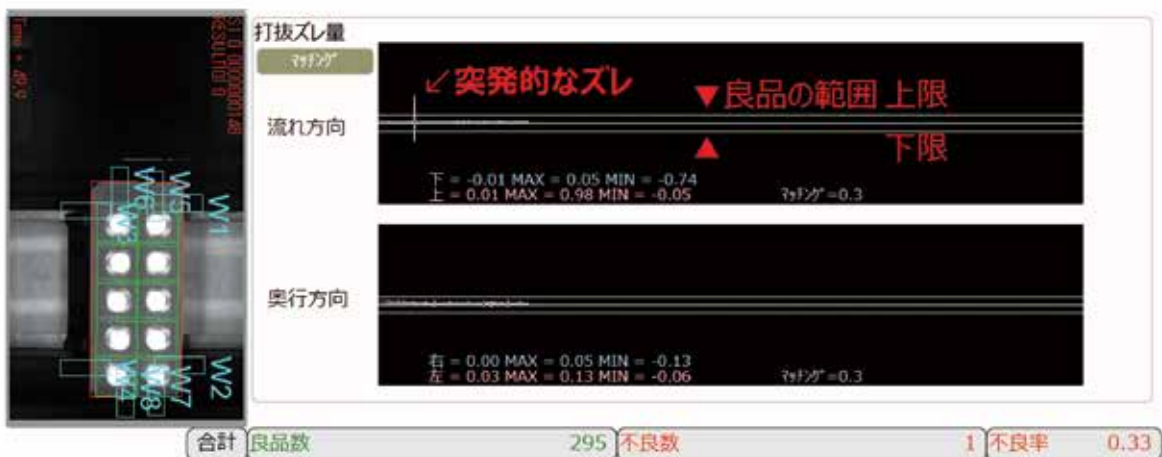 打抜ズレ量
マッチング
流れ方向
↙突発的なズレ
▼良品の範囲 上限
▲ 下限
下 = -0.01 MAX = 0.05 MIN = -0.74
上 = 0.01 MAX = 0.98 MIN = -0.05
マッチング=0.3
奥行方向
右 = 0.00 MAX = 0.05 MIN = -0.13
左 = 0.03 MAX = 0.13 MIN = -0.06
マッチング=0.3
W1
W5
W6
W2
W7
W8
W4
合計 良品数 295 不良数 1 不良率 0.33